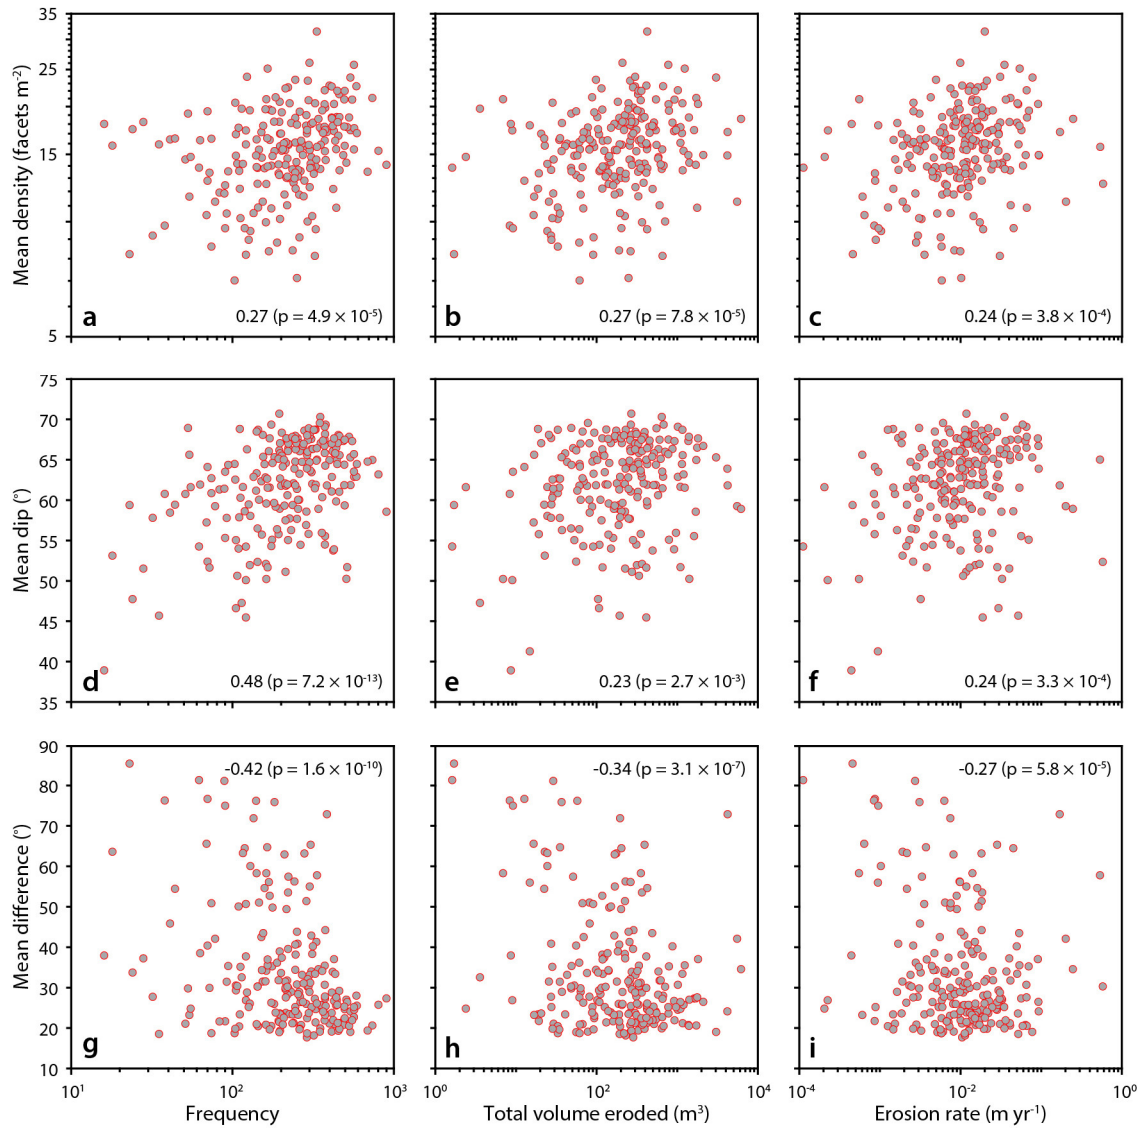 35
25
15
5
Mean density (facets m⁻²)
a
0.27 (p = 4.9 × 10⁻⁵)
b
0.27 (p = 7.8 × 10⁻⁵)
c
0.24 (p = 3.8 × 10⁻⁴)
75
70
65
60
55
50
45
40
35
Mean dip (°)
d
0.48 (p = 7.2 × 10⁻¹³)
e
0.23 (p = 2.7 × 10⁻³)
f
0.24 (p = 3.3 × 10⁻⁴)
90
80
70
60
50
40
30
20
10
Mean difference (°)
-0.42 (p = 1.6 × 10⁻¹⁰)
g
-0.34 (p = 3.1 × 10⁻⁷)
h
-0.27 (p = 5.8 × 10⁻⁵)
i
10¹ 10² 10³
10⁰ 10² 10⁴
10⁻⁴ 10⁻² 10⁰
Frequency
Total volume eroded (m³)
Erosion rate (m yr⁻¹)